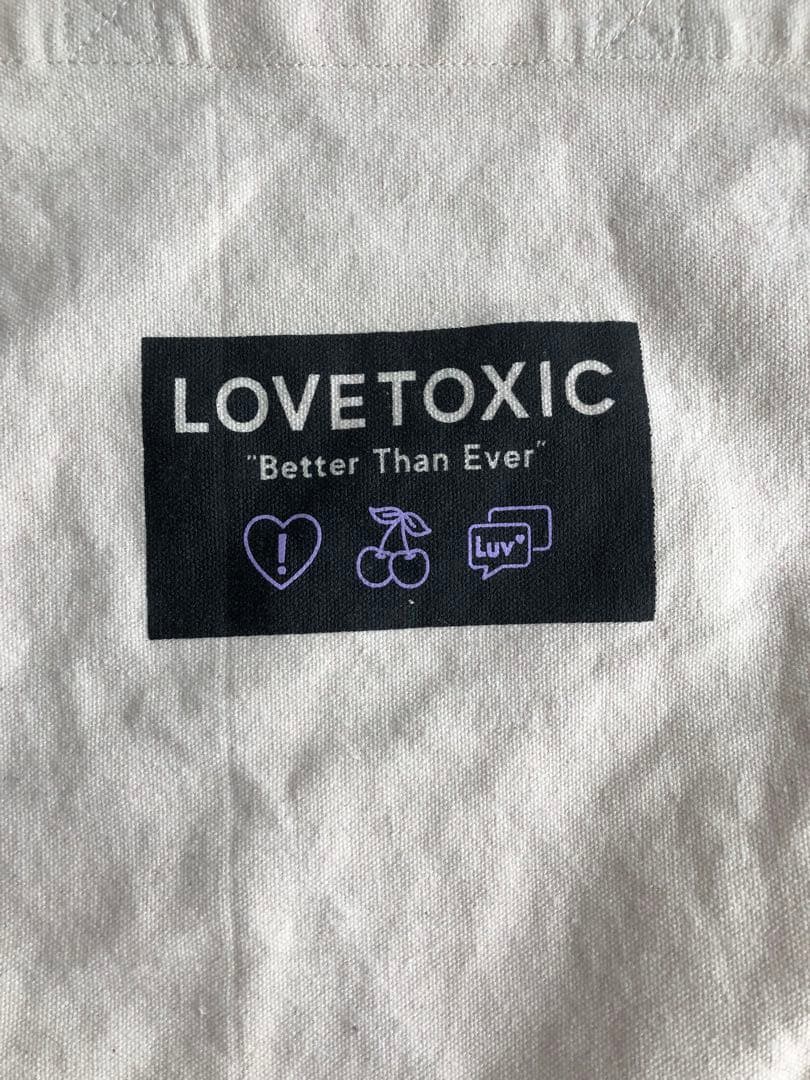 LOVETOXIC
"Better Than Ever"
!
Luv♥